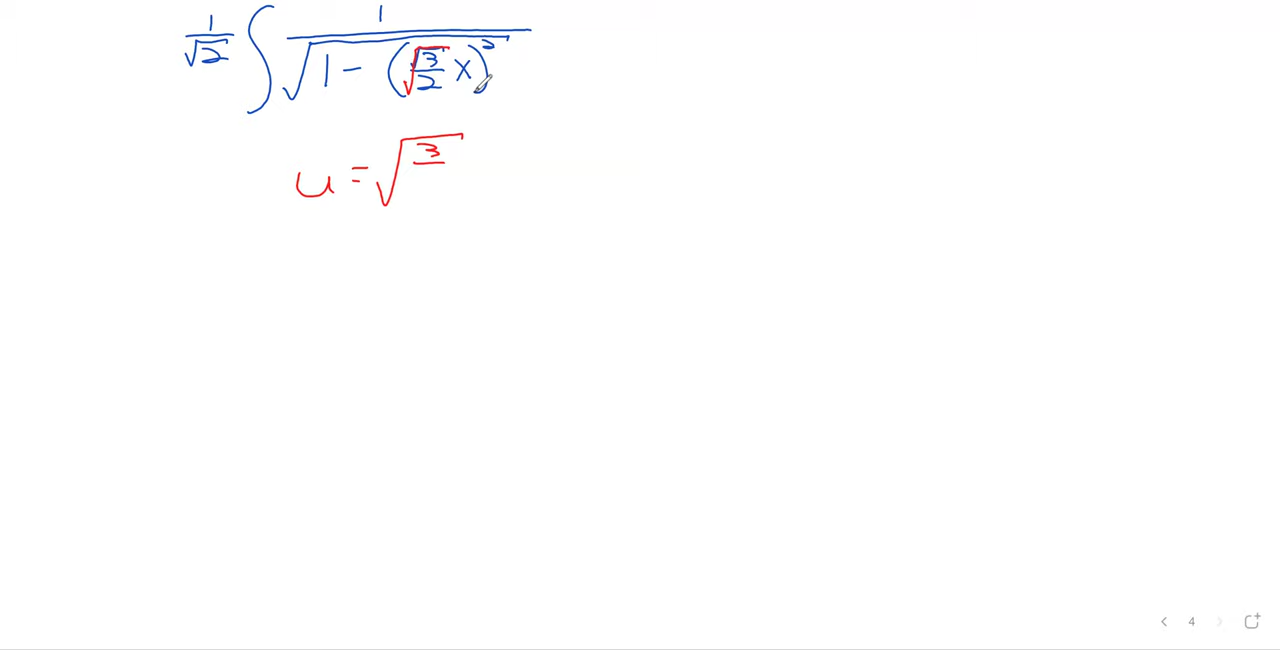 1/√2 ∫ 1/√(1 - (√(3/2) x)²)
u = √3
4